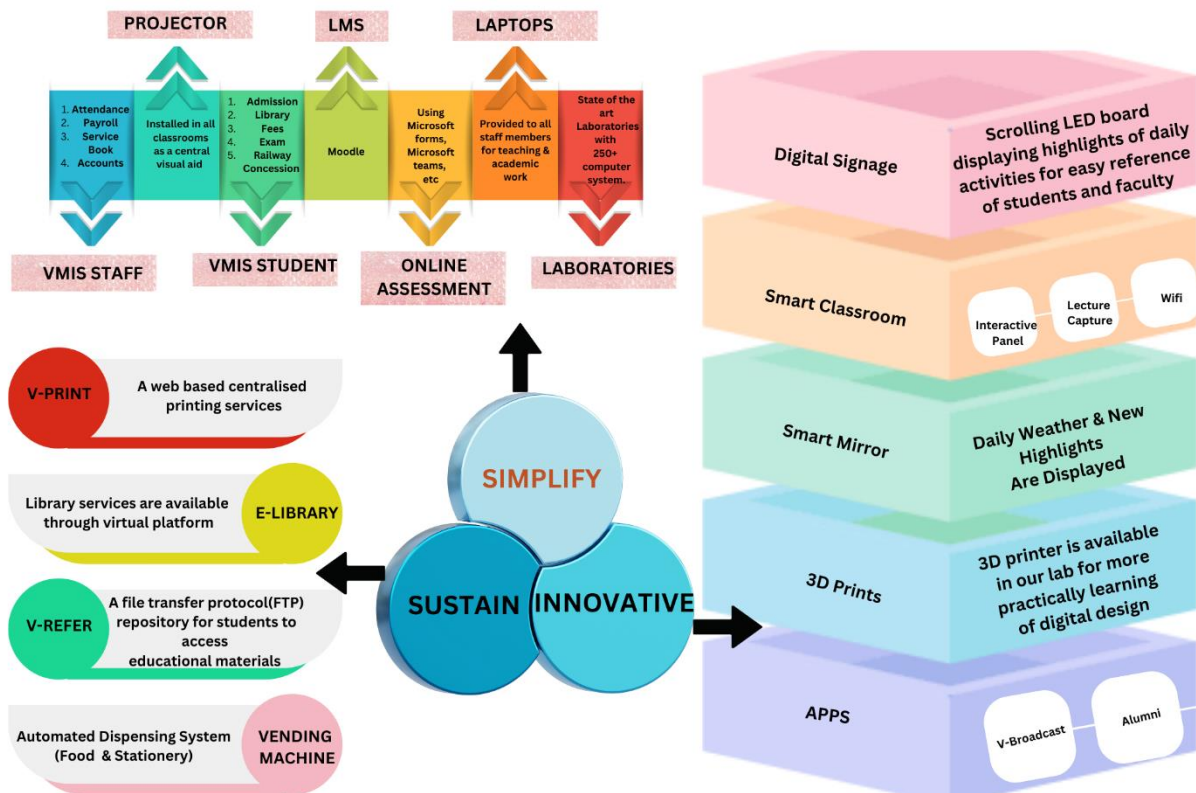 PROJECTOR
LMS
LAPTOPS
1. Attendance
2. Payroll
3. Service
Book
4. Accounts
Installed in all
classrooms
as a central
visual aid
1. Admission
2. Library
3. Fees
4. Exam
5. Railway
Concession
Moodle
Using
Microsoft
forms,
Microsoft
teams,
etc
Provided to all
staff members
for teaching &
academic
work
State of the
art
Laboratories
with
250+
computer
system.
VMIS STAFF
VMIS STUDENT
ONLINE
ASSESSMENT
LABORATORIES
V-PRINT
A web based centralised
printing services
Library services are available
through virtual platform
E-LIBRARY
V-REFER
A file transfer protocol(FTP)
repository for students to
access
educational materials
Automated Dispensing System
(Food & Stationery)
VENDING
MACHINE
SIMPLIFY
SUSTAIN
INNOVATIVE
Digital Signage
Scrolling LED board
displaying highlights of daily
activities for easy reference
of students and faculty
Smart Classroom
Interactive
Panel
Lecture
Capture
Wifi
Smart Mirror
Daily Weather & New
Highlights
Are Displayed
3D Prints
3D printer is available
in our lab for more
practically learning
of digital design
APPS
V-Broadcast
Alumni